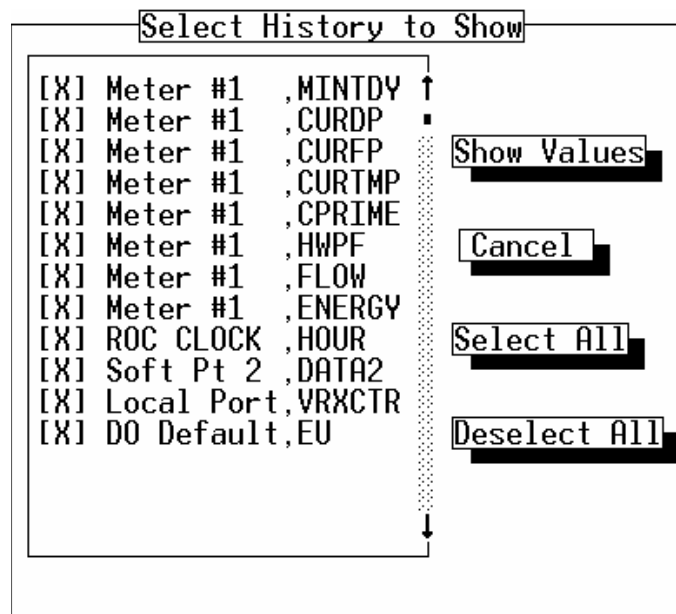 Select History to Show
[X] Meter #1 ,MINTDY
[X] Meter #1 ,CURDP
[X] Meter #1 ,CURFP
[X] Meter #1 ,CURTMP
[X] Meter #1 ,CPRIME
[X] Meter #1 ,HWPF
[X] Meter #1 ,FLOW
[X] Meter #1 ,ENERGY
[X] ROC CLOCK ,HOUR
[X] Soft Pt 2 ,DATA2
[X] Local Port,VRXCTR
[X] DO Default,EU
Show Values
Cancel
Select All
Deselect All